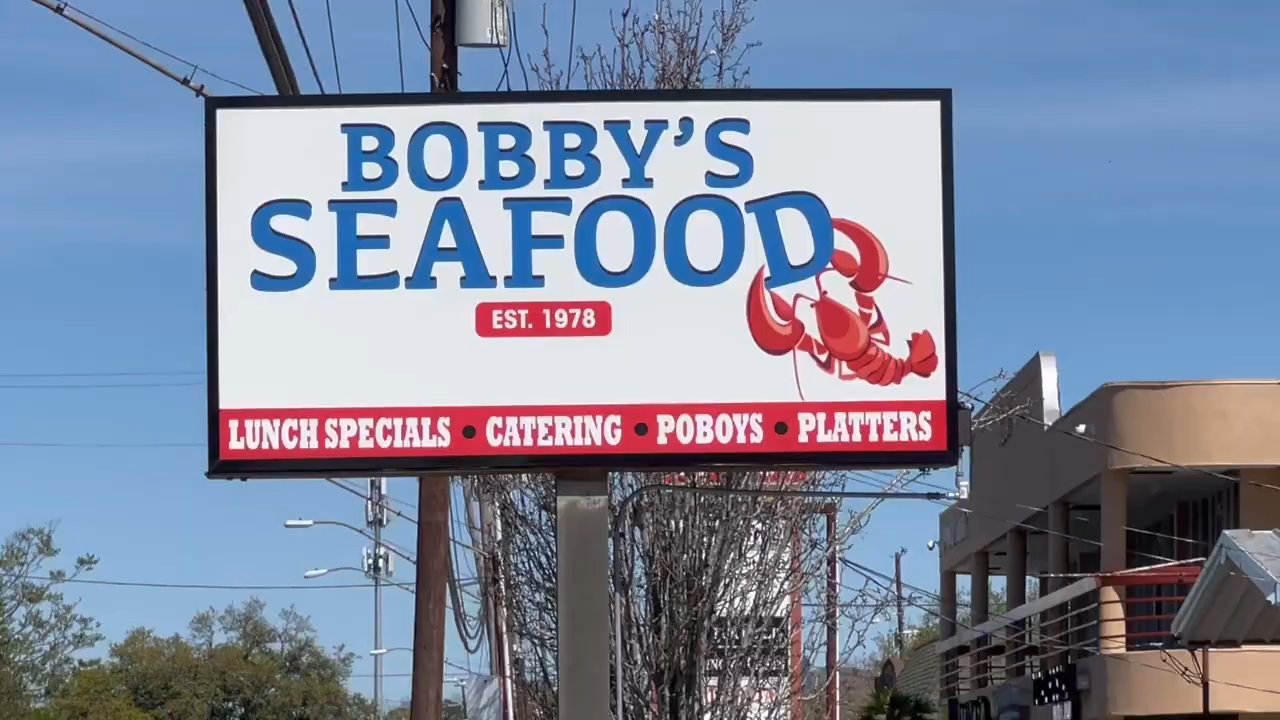 BOBBY'S
SEAFOOD
EST. 1978
LUNCH SPECIALS • CATERING • POBOYS • PLATTERS